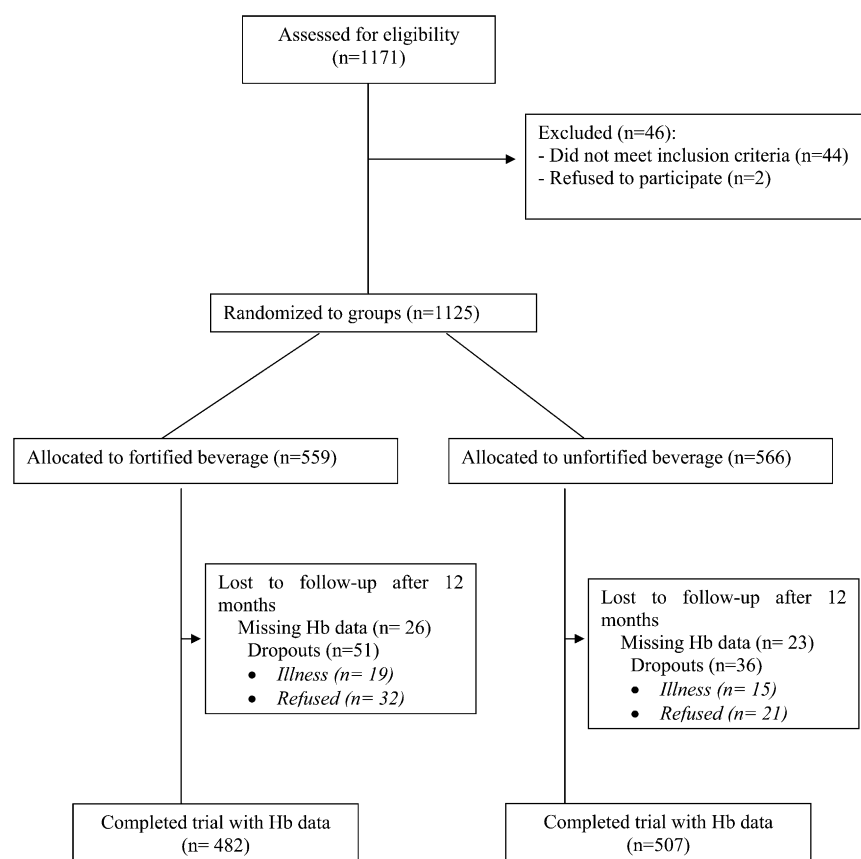 Assessed for eligibility
(n=1171)
Excluded (n=46):
- Did not meet inclusion criteria (n=44)
- Refused to participate (n=2)
Randomized to groups (n=1125)
Allocated to fortified beverage (n=559)
Allocated to unfortified beverage (n=566)
Lost to follow-up after 12
months
Missing Hb data (n= 26)
Dropouts (n=51)
• Illness (n= 19)
• Refused (n= 32)
Lost to follow-up after 12
months
Missing Hb data (n= 23)
Dropouts (n=36)
• Illness (n= 15)
• Refused (n= 21)
Completed trial with Hb data
(n= 482)
Completed trial with Hb data
(n=507)